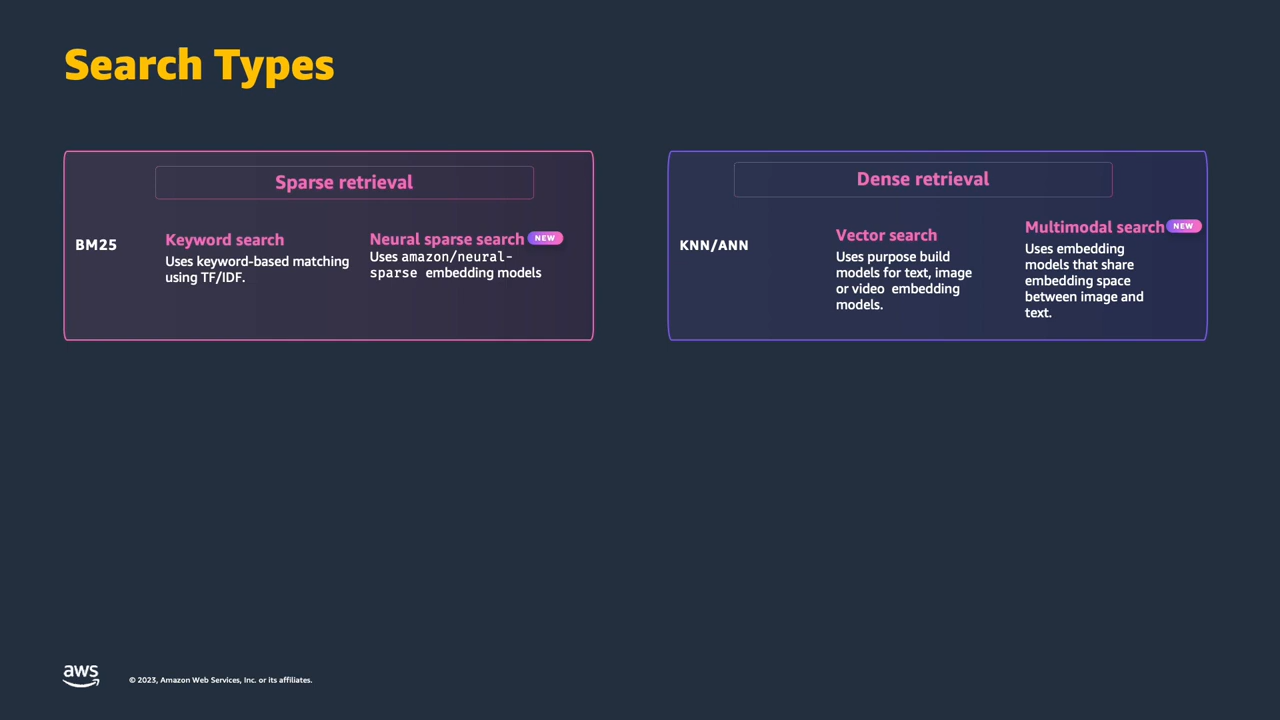 Search Types
Sparse retrieval
BM25
Keyword search
Uses keyword-based matching
using TF/IDF.
Neural sparse search NEW
Uses amazon/neural-
sparse embedding models
Dense retrieval
KNN/ANN
Vector search
Uses purpose build
models for text, image
or video embedding
models.
Multimodal search NEW
Uses embedding
models that share
embedding space
between image and
text.
aws
© 2023, Amazon Web Services, Inc. or its affiliates.